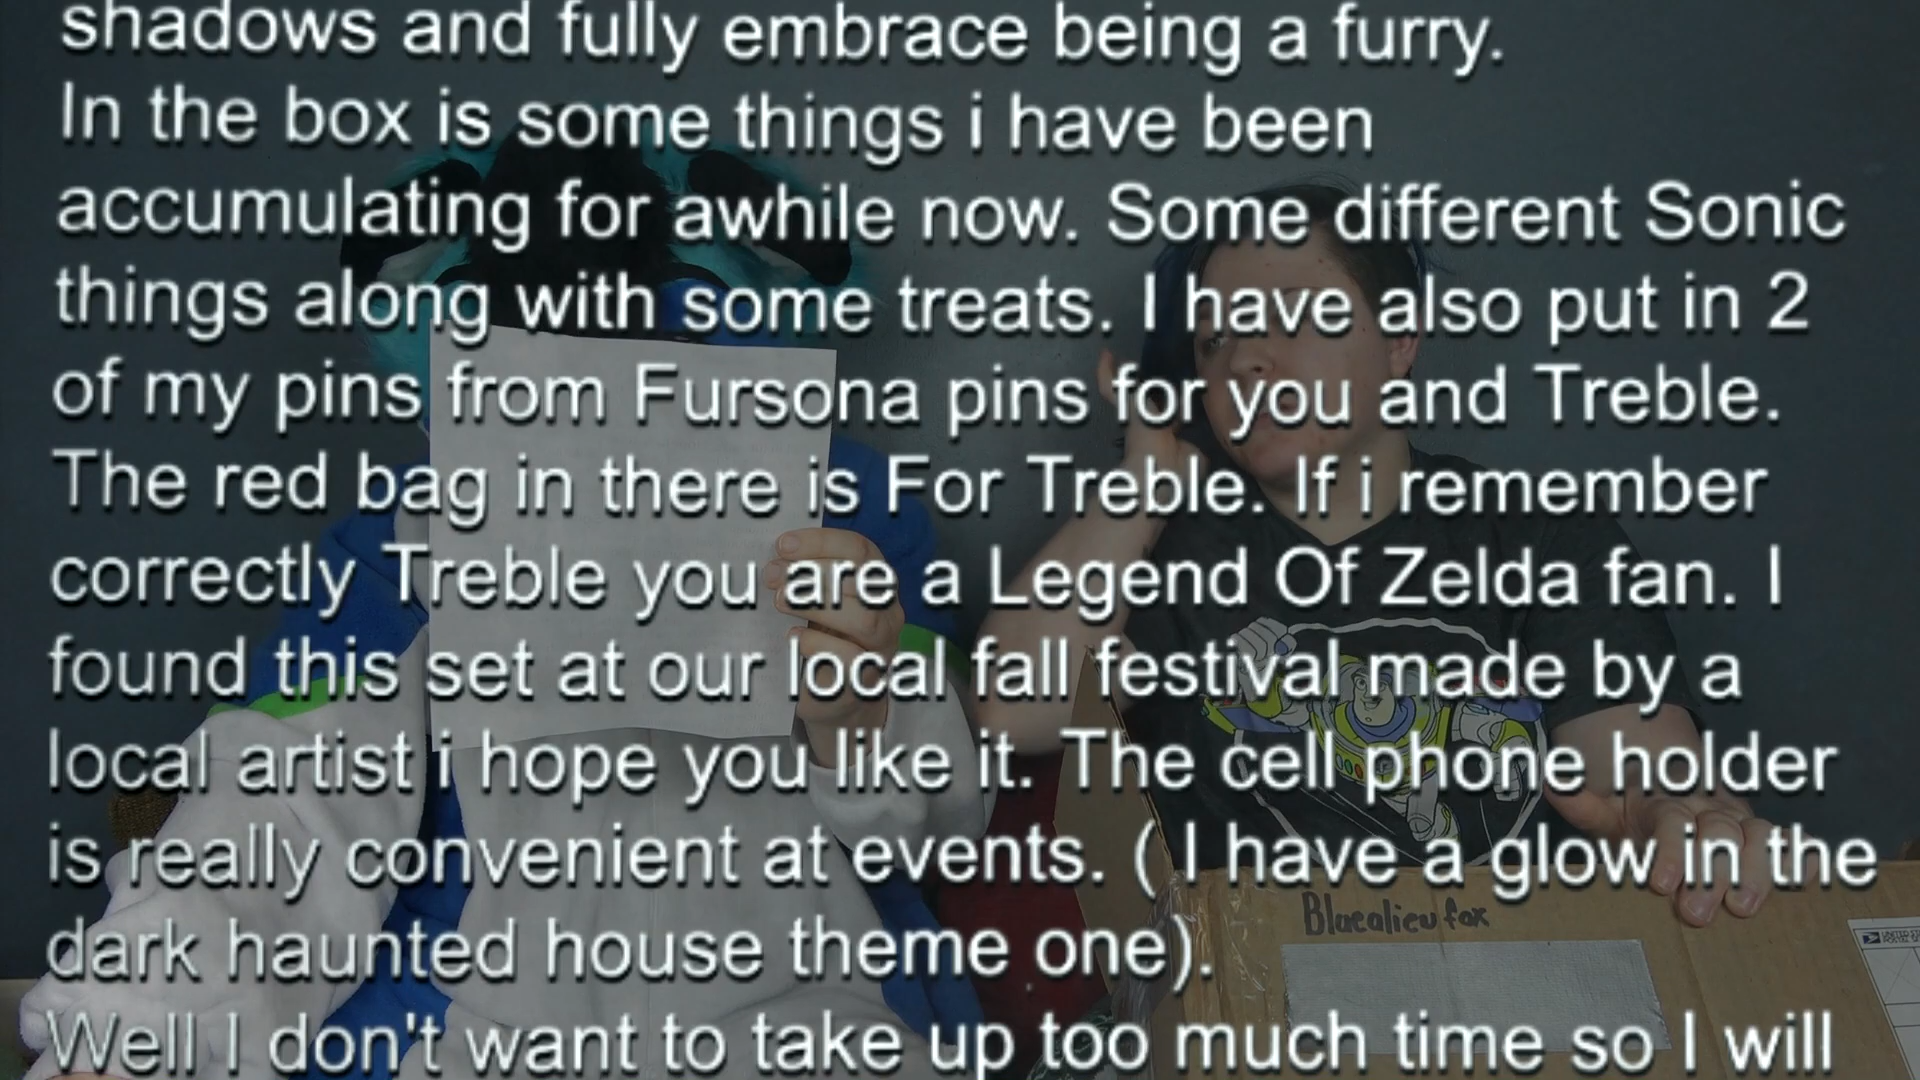 shadows and fully embrace being a furry.
In the box is some things i have been
accumulating for awhile now. Some different Sonic
things along with some treats. I have also put in 2
of my pins from Fursona pins for you and Treble.
The red bag in there is For Treble. If i remember
correctly Treble you are a Legend Of Zelda fan. I
found this set at our local fall festival made by a
local artist i hope you like it. The cell phone holder
is really convenient at events. ( I have a glow in the
dark haunted house theme one).
Well I don't want to take up too much time so I will